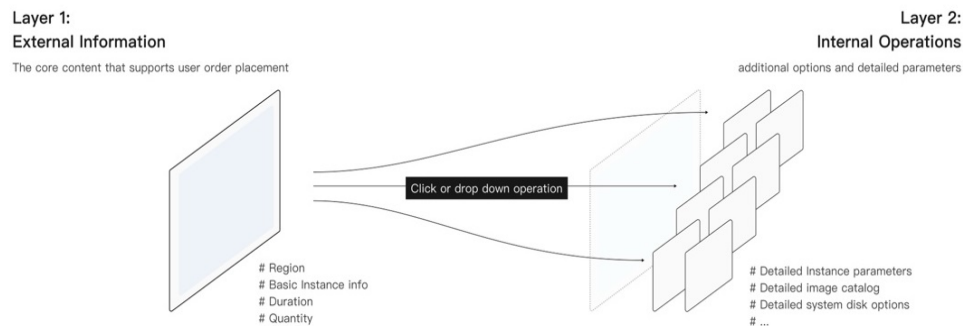 Layer 1:
External Information
The core content that supports user order placement
Layer 2:
Internal Operations
additional options and detailed parameters
Click or drop down operation
# Region
# Basic Instance info
# Duration
# Quantity
# Detailed Instance parameters
# Detailed image catalog
# Detailed system disk options
# ...